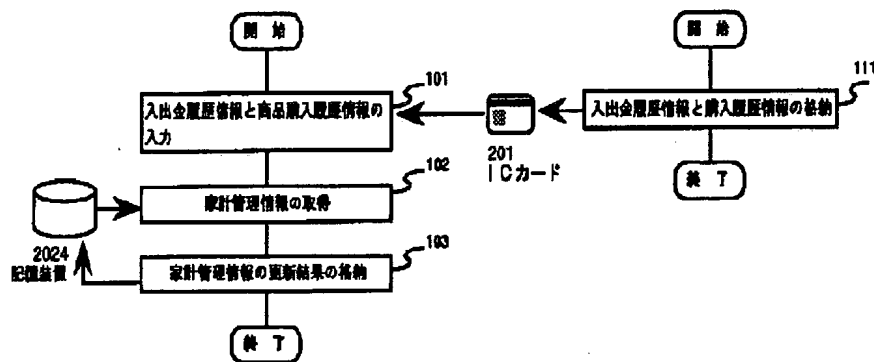 開 始
101
入出金履歴情報と商品購入履歴情報の
入力
102
家計管理情報の取得
2024
記憶装置
103
家計管理情報の更新結果の格納
終 了
201
ICカード
開 始
111
入出金履歴情報と購入履歴情報の格納
終 了